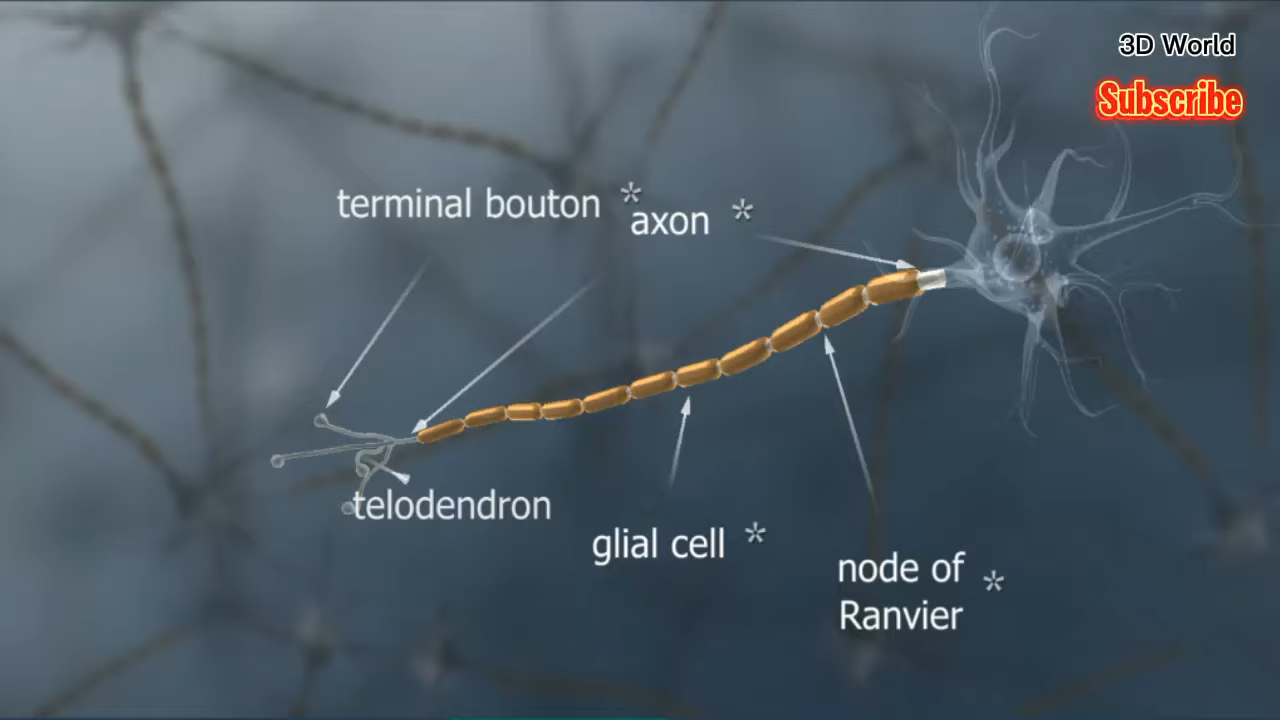 3D World
Subscribe
terminal bouton *
axon *
telodendron
glial cell *
node of *
Ranvier